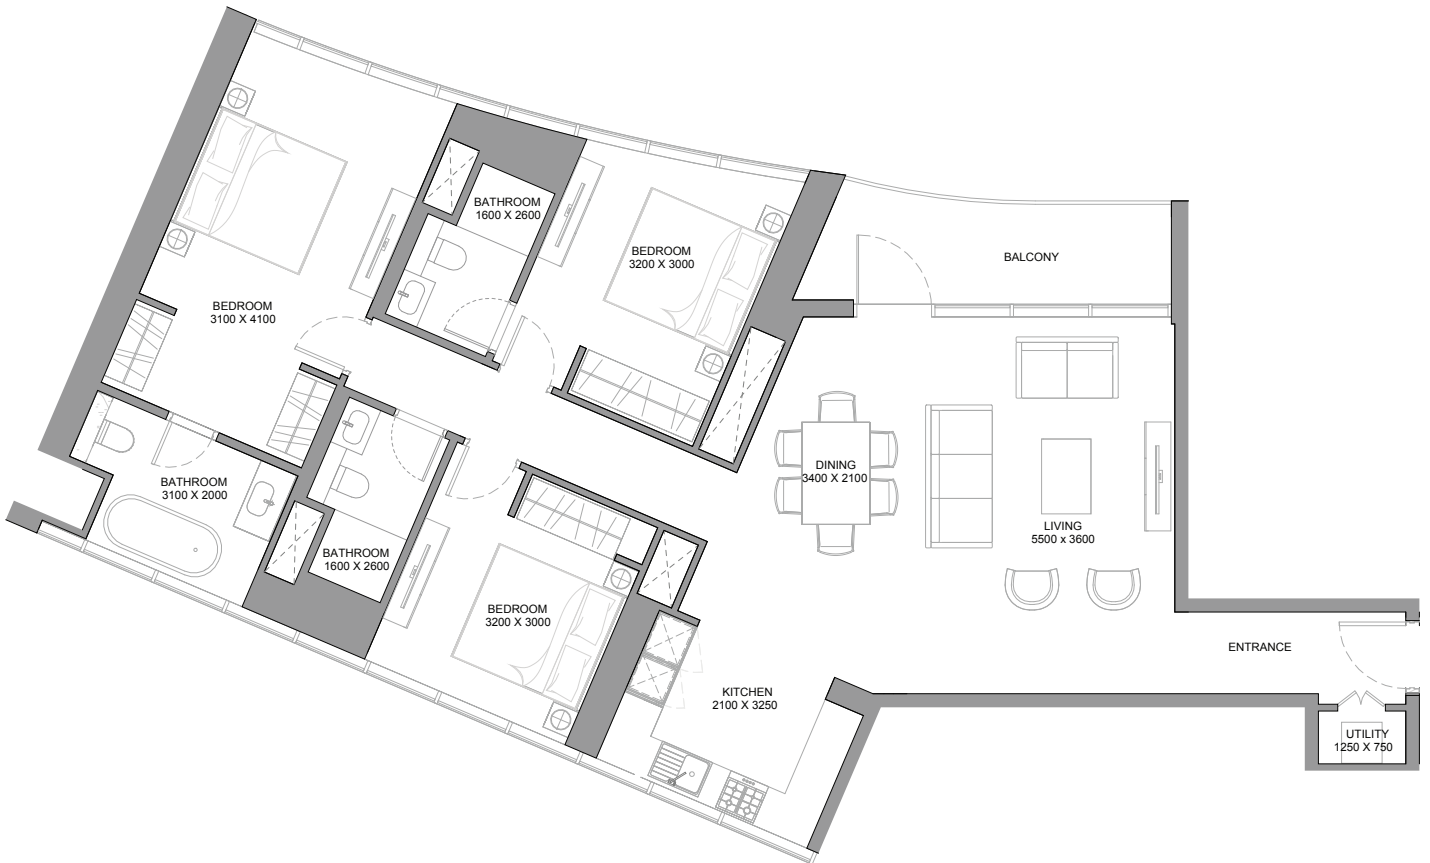 BATHROOM
1600 X 2600
BEDROOM
3200 X 3000
BALCONY
BEDROOM
3100 X 4100
DINING
3400 X 2100
BATHROOM
3100 X 2000
LIVING
5500 x 3600
BATHROOM
1600 X 2600
BEDROOM
3200 X 3000
ENTRANCE
KITCHEN
2100 X 3250
UTILITY
1250 X 750